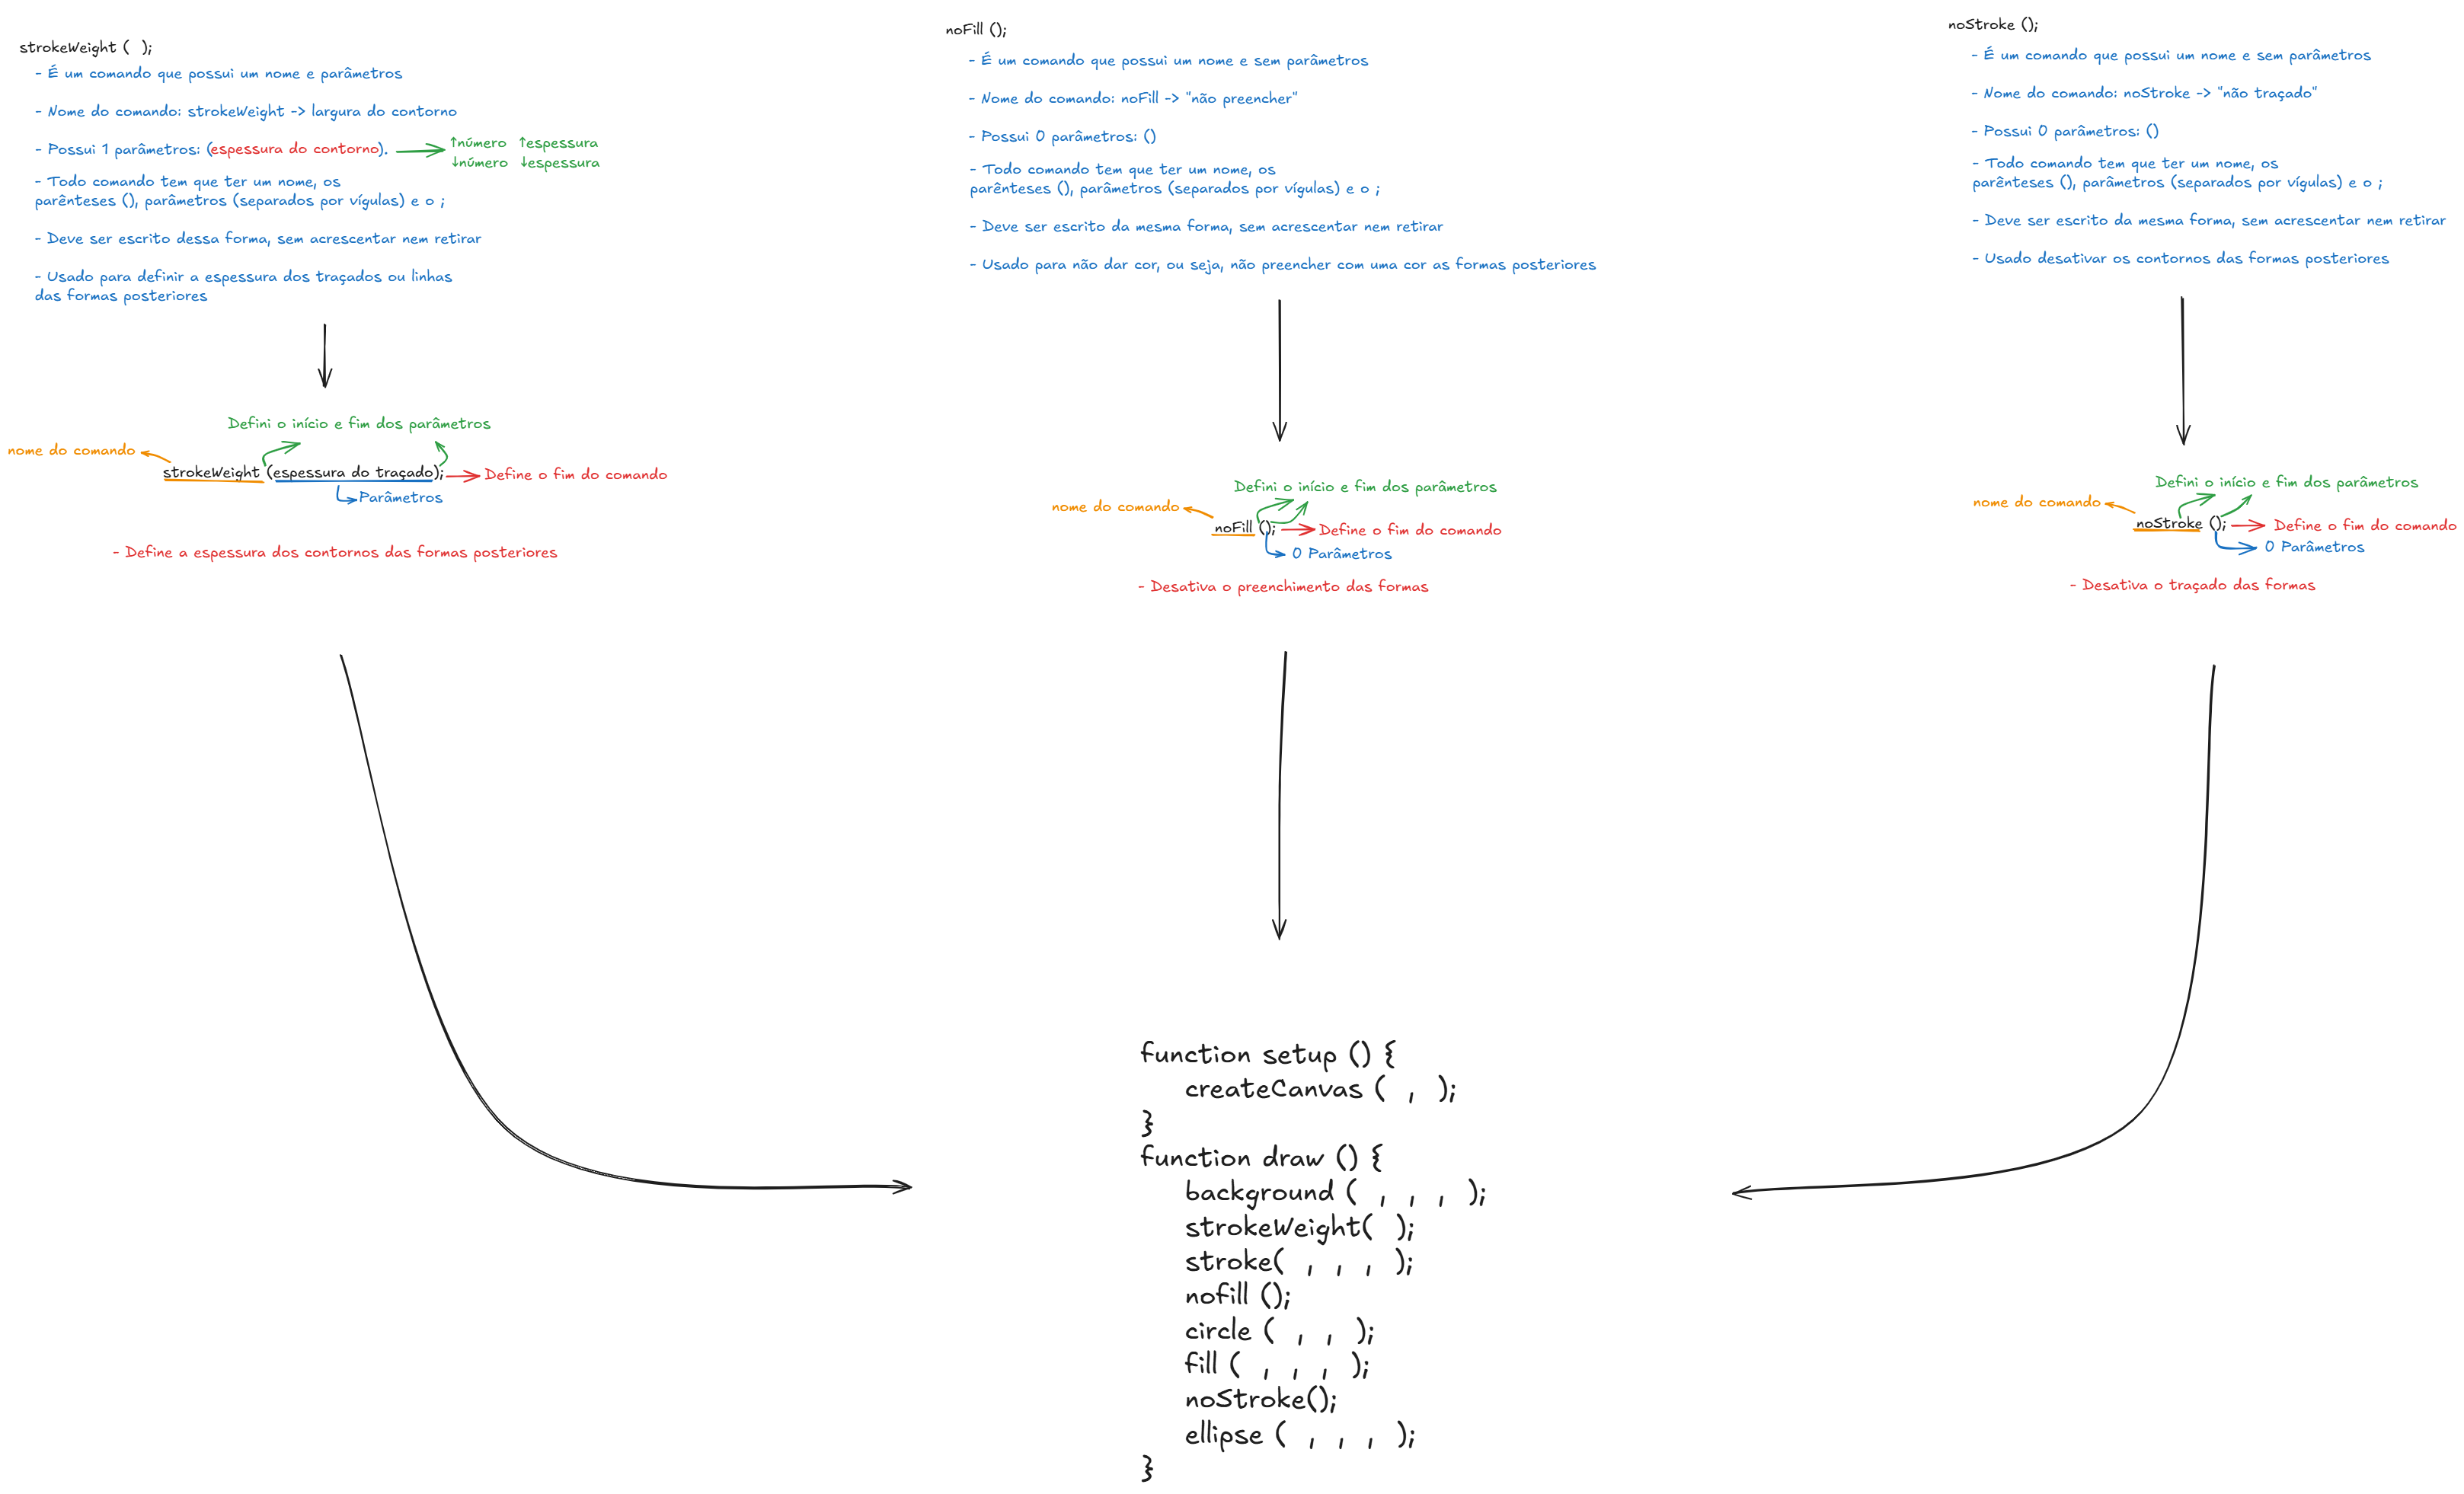 strokeWeight (  );
- É um comando que possui um nome e parâmetros
- Nome do comando: strokeWeight -> largura do contorno
- Possui 1 parâmetros: (espessura do contorno).
↑número ↑espessura
↓número ↓espessura
- Todo comando tem que ter um nome, os
parênteses (), parâmetros (separados por vígulas) e o ;
- Deve ser escrito dessa forma, sem acrescentar nem retirar
- Usado para definir a espessura dos traçados ou linhas
das formas posteriores
Defini o início e fim dos parâmetros
nome do comando
strokeWeight (espessura do traçado);
Define o fim do comando
Parâmetros
- Define a espessura dos contornos das formas posteriores
noFill ();
- É um comando que possui um nome e sem parâmetros
- Nome do comando: noFill -> "não preencher"
- Possui 0 parâmetros: ()
- Todo comando tem que ter um nome, os
parênteses (), parâmetros (separados por vígulas) e o ;
- Deve ser escrito da mesma forma, sem acrescentar nem retirar
- Usado para não dar cor, ou seja, não preencher com uma cor as formas posteriores
Defini o início e fim dos parâmetros
nome do comando
noFill ();
Define o fim do comando
0 Parâmetros
- Desativa o preenchimento das formas
noStroke ();
- É um comando que possui um nome e sem parâmetros
- Nome do comando: noStroke -> "não traçado"
- Possui 0 parâmetros: ()
- Todo comando tem que ter um nome, os
parênteses (), parâmetros (separados por vígulas) e o ;
- Deve ser escrito da mesma forma, sem acrescentar nem retirar
- Usado desativar os contornos das formas posteriores
Defini o início e fim dos parâmetros
nome do comando
noStroke ();
Define o fim do comando
0 Parâmetros
- Desativa o traçado das formas
function setup () {
createCanvas (  ,  );
}
function draw () {
background (  ,  ,  ,  );
strokeWeight(  );
stroke(  ,  ,  ,  );
nofill ();
circle (  ,  ,  );
fill (  ,  ,  ,  );
noStroke();
ellipse (  ,  ,  ,  );
}